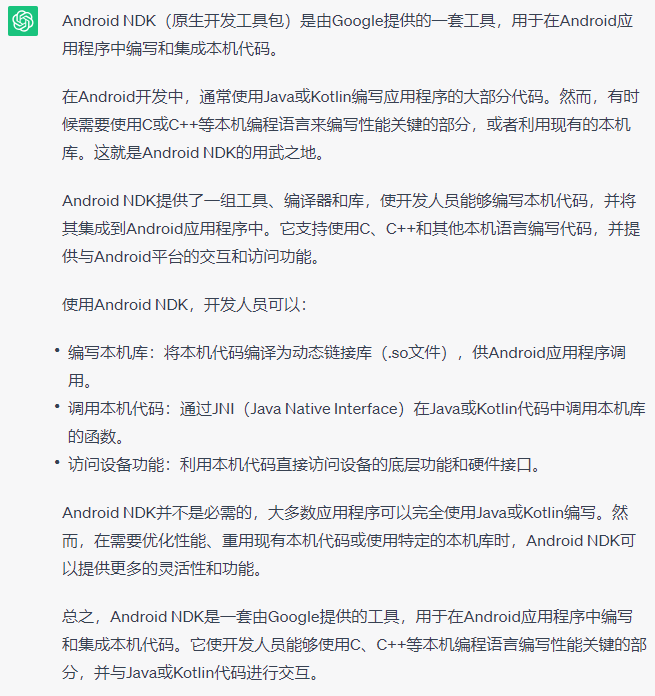 Android NDK（原生开发工具包）是由Google提供的一套工具，用于在Android应
用程序中编写和集成本机代码。
在Android开发中，通常使用Java或Kotlin编写应用程序的大部分代码。然而，有时
候需要使用C或C++等本机编程语言来编写性能关键的部分，或者利用现有的本机
库。这就是Android NDK的用武之地。
Android NDK提供了一组工具、编译器和库，使开发人员能够编写本机代码，并将
其集成到Android应用程序中。它支持使用C、C++和其他本机语言编写代码，并提
供与Android平台的交互和访问功能。
使用Android NDK，开发人员可以：
• 编写本机库：将本机代码编译为动态链接库（.so文件），供Android应用程序调
用。
• 调用本机代码：通过JNI（Java Native Interface）在Java或Kotlin代码中调用本机库
的函数。
• 访问设备功能：利用本机代码直接访问设备的底层功能和硬件接口。
Android NDK并不是必需的，大多数应用程序可以完全使用Java或Kotlin编写。然
而，在需要优化性能、重用现有本机代码或使用特定的本机库时，Android NDK可
以提供更多的灵活性和功能。
总之，Android NDK是一套由Google提供的工具，用于在Android应用程序中编写
和集成本机代码。它使开发人员能够使用C、C++等本机编程语言编写性能关键的部
分，并与Java或Kotlin代码进行交互。